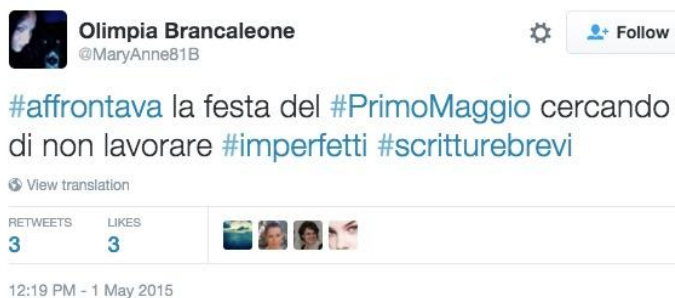 Olimpia Brancaleone
@MaryAnne81B
Follow
#affrontava la festa del #PrimoMaggio cercando
di non lavorare #imperfetti #scritturebrevi
View translation
RETWEETS LIKES
3 3
12:19 PM - 1 May 2015